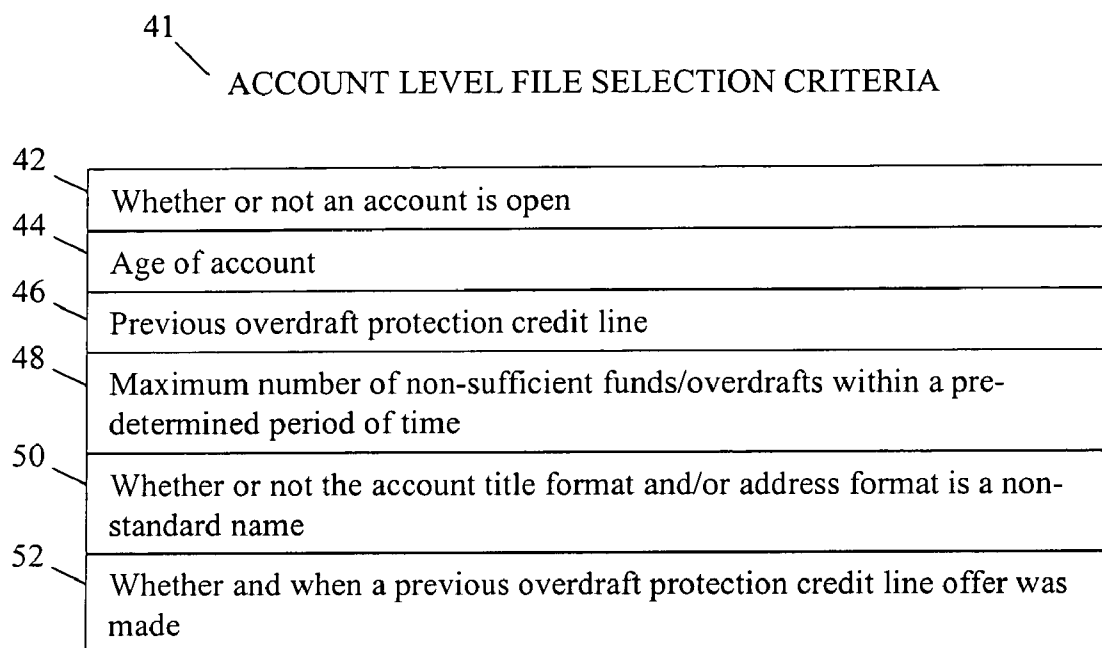 41
ACCOUNT LEVEL FILE SELECTION CRITERIA
42
Whether or not an account is open
44
Age of account
46
Previous overdraft protection credit line
48
Maximum number of non-sufficient funds/overdrafts within a pre-
determined period of time
50
Whether or not the account title format and/or address format is a non-
standard name
52
Whether and when a previous overdraft protection credit line offer was
made